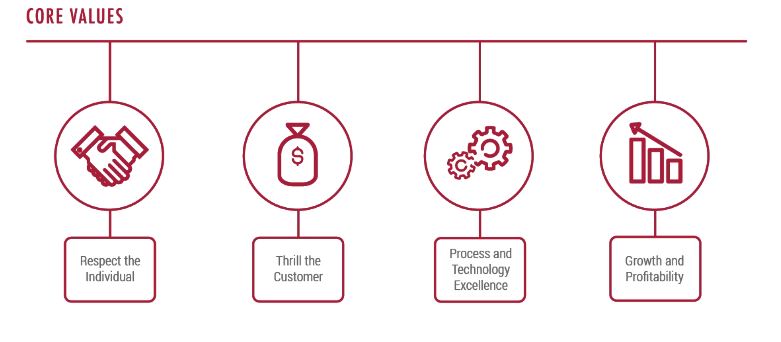 CORE VALUES
$
Respect the
Individual
Thrill the
Customer
Process and
Technology
Excellence
Growth and
Profitability